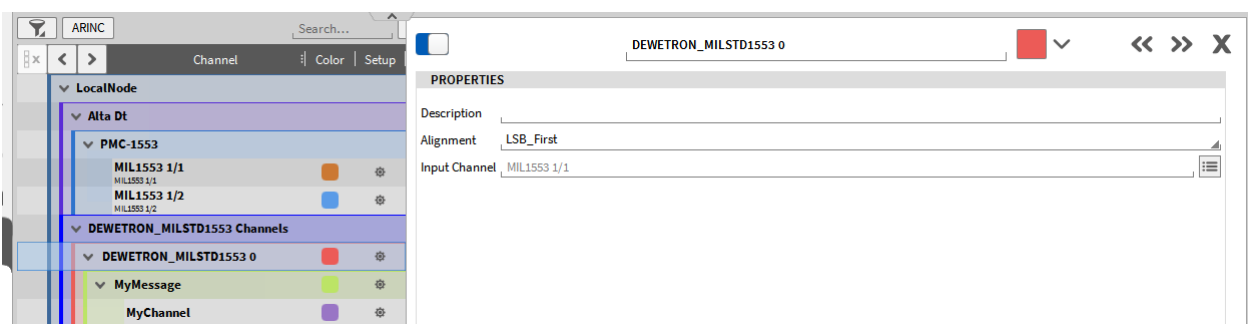 ARINC
Search...
Channel Color Setup
LocalNode
Alta Dt
PMC-1553
MIL1553 1/1
MIL1553 1/1
MIL1553 1/2
MIL1553 1/2
DEWETRON_MILSTD1553 Channels
DEWETRON_MILSTD1553 0
MyMessage
MyChannel
DEWETRON_MILSTD1553 0
PROPERTIES
Description
Alignment LSB_First
Input Channel MIL1553 1/1